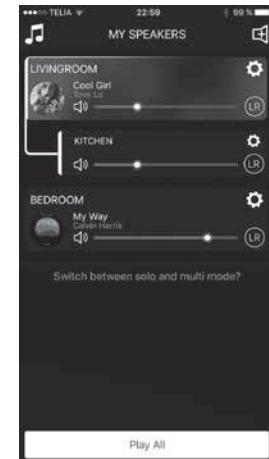 TELIA 22:59 99 %
MY SPEAKERS
LIVINGROOM
Cool Girl
Tove Lo
LR
KITCHEN
LR
BEDROOM
My Way
Calvin Harris
LR
Switch between solo and multi mode?
Play All